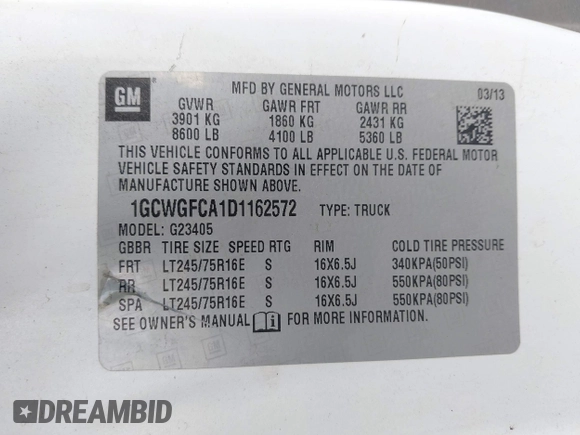 GM
MFD BY GENERAL MOTORS LLC
03/13
GVWR GAWR FRT GAWR RR
3901 KG 1860 KG 2431 KG
8600 LB 4100 LB 5360 LB
THIS VEHICLE CONFORMS TO ALL APPLICABLE U.S. FEDERAL MOTOR
VEHICLE SAFETY STANDARDS IN EFFECT ON THE DATE OF
MANUFACTURE SHOWN ABOVE.
1GCWGFCA1D1162572 TYPE: TRUCK
MODEL: G23405
GBBR TIRE SIZE SPEED RTG RIM COLD TIRE PRESSURE
FRT LT245/75R16E S 16X6.5J 340KPA(50PSI)
RR LT245/75R16E S 16X6.5J 550KPA(80PSI)
SPA LT245/75R16E S 16X6.5J 550KPA(80PSI)
SEE OWNER'S MANUAL FOR MORE INFORMATION.
DREAMBID